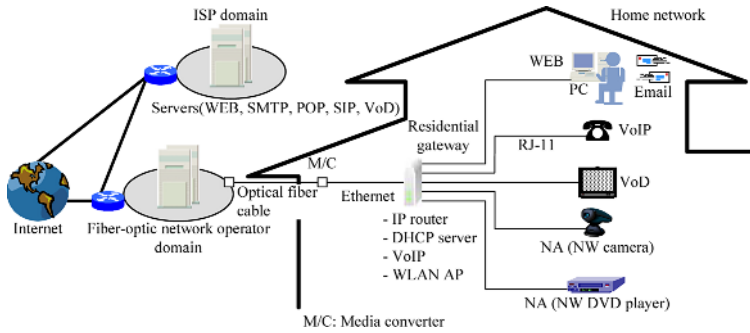 ISP domain
Home network
Servers(WEB, SMTP, POP, SIP, VoD)
WEB
PC
Email
Residential
gateway
RJ-11
VoIP
M/C
Optical fiber
cable
Ethernet
VoD
Internet
Fiber-optic network operator
domain
- IP router
- DHCP server
- VoIP
- WLAN AP
NA (NW camera)
NA (NW DVD player)
M/C: Media converter